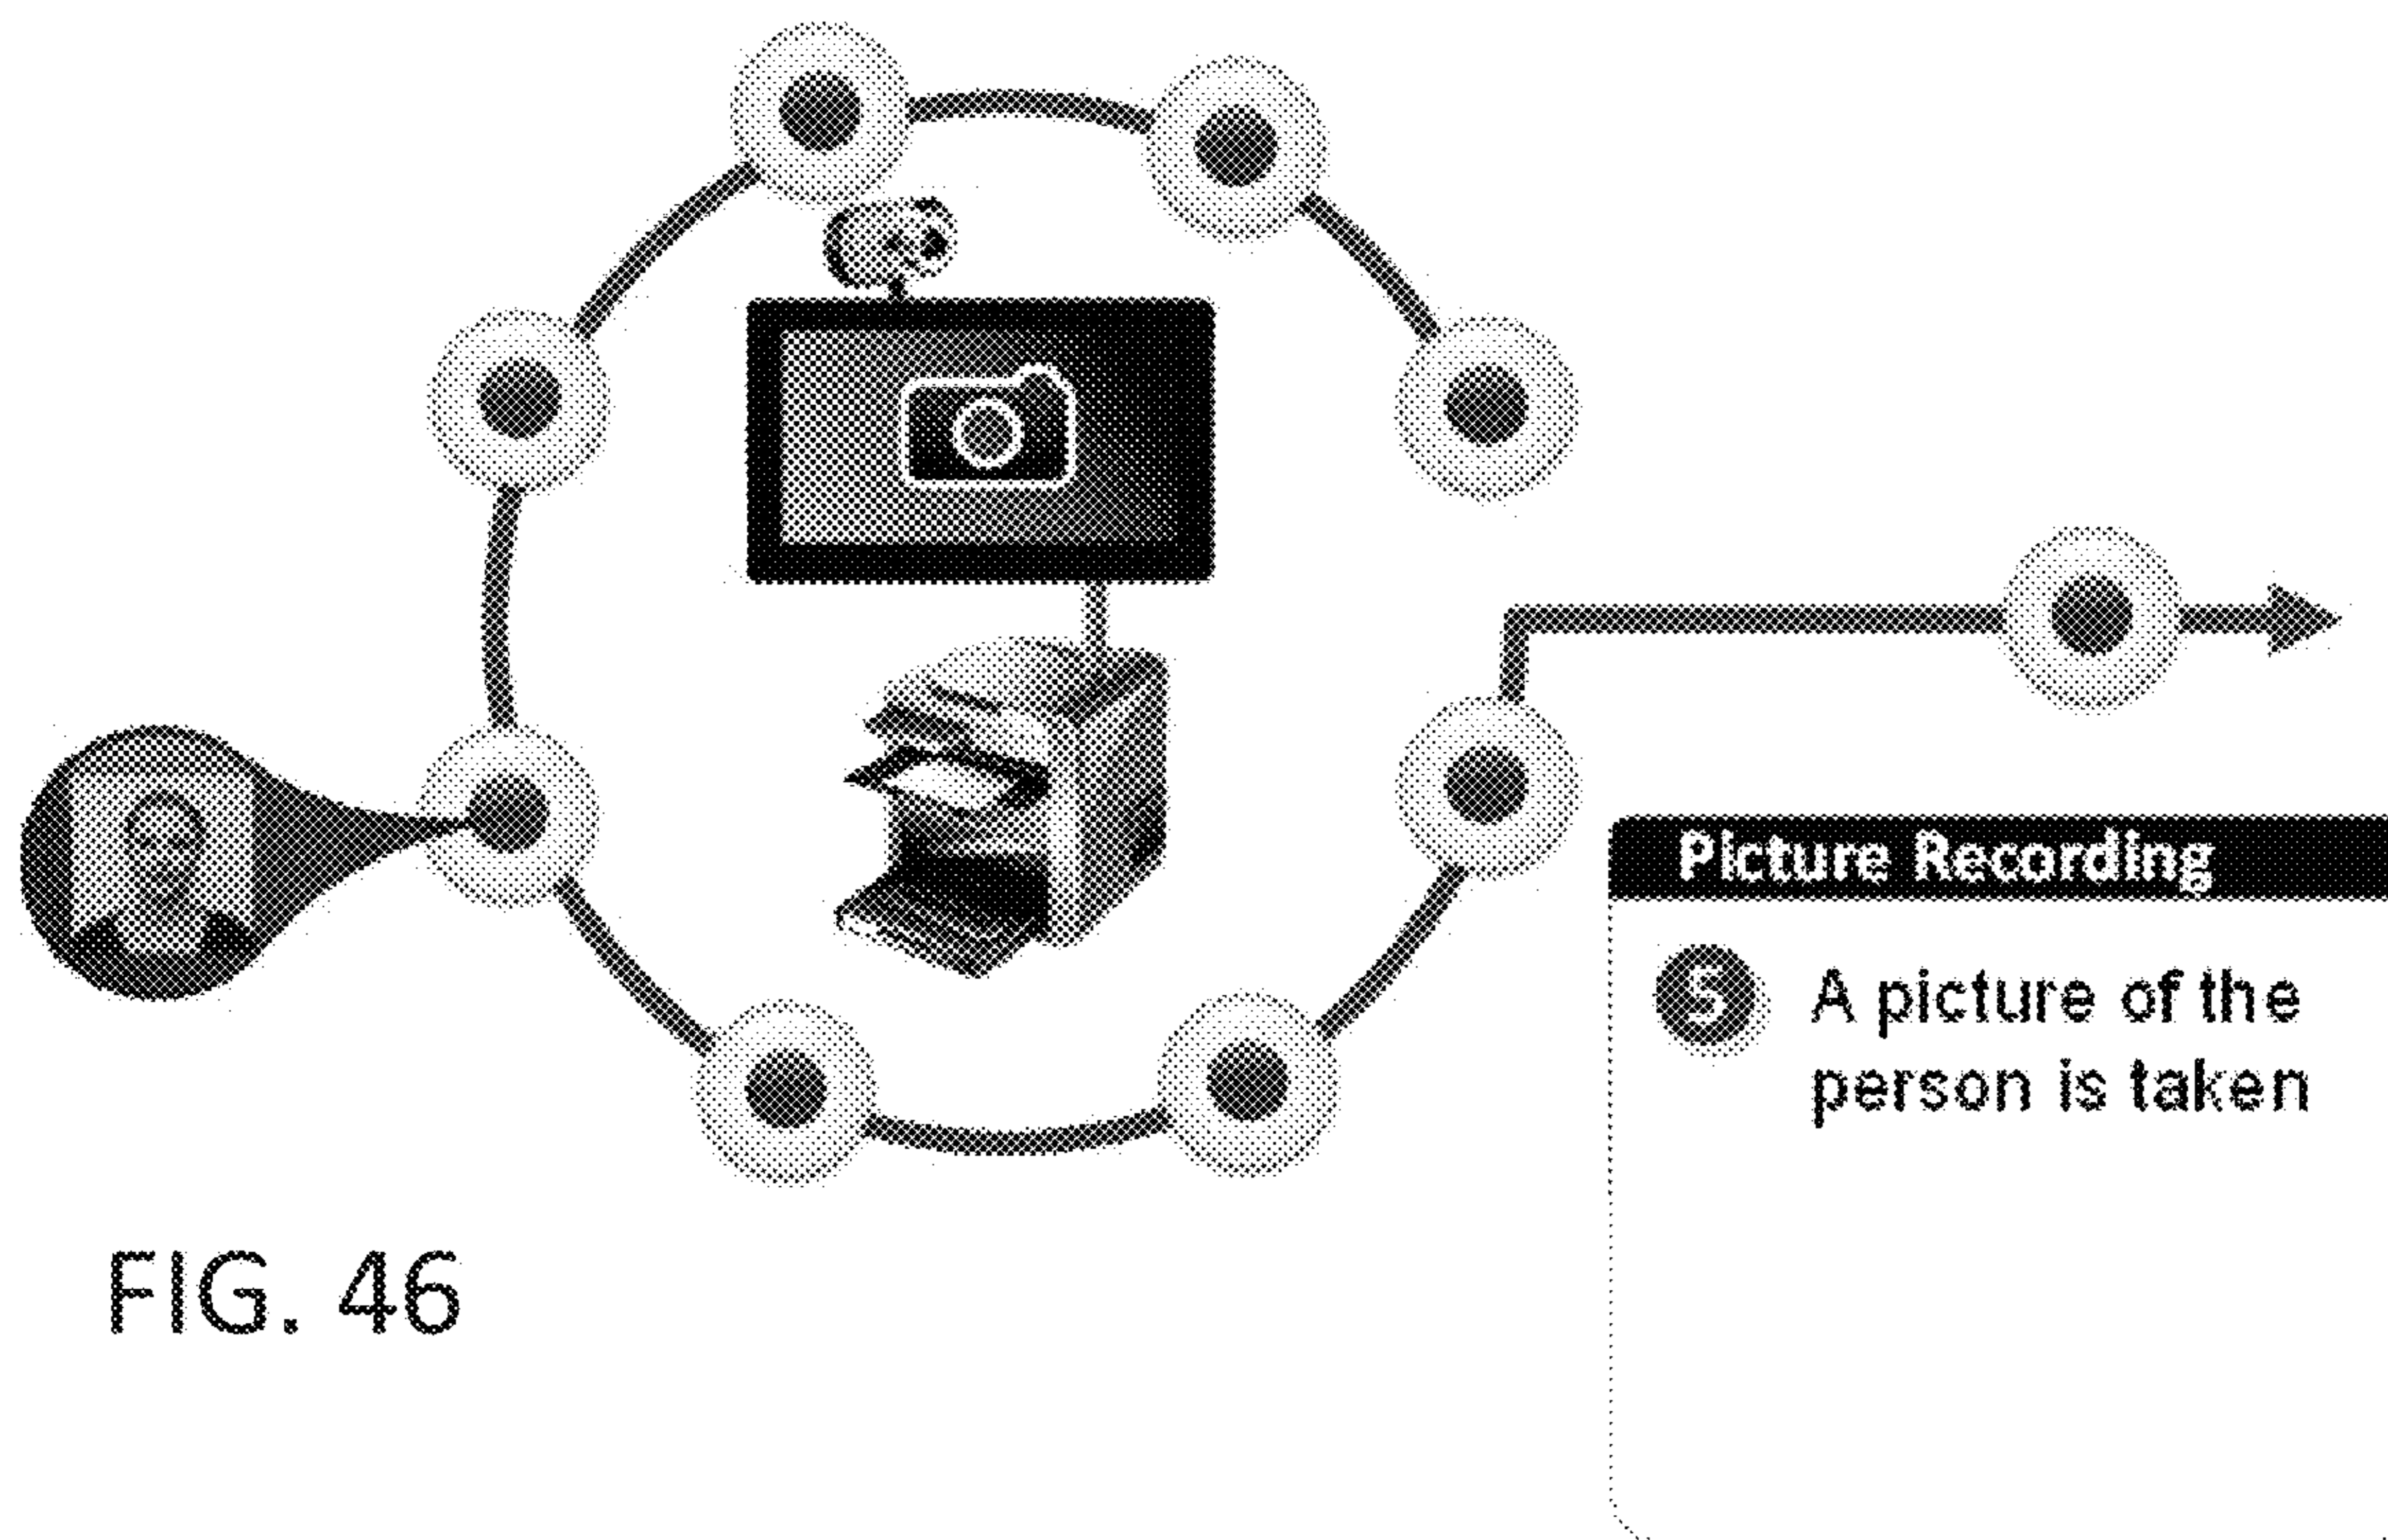 Picture Recording
5 A picture of the
person is taken
FIG. 46